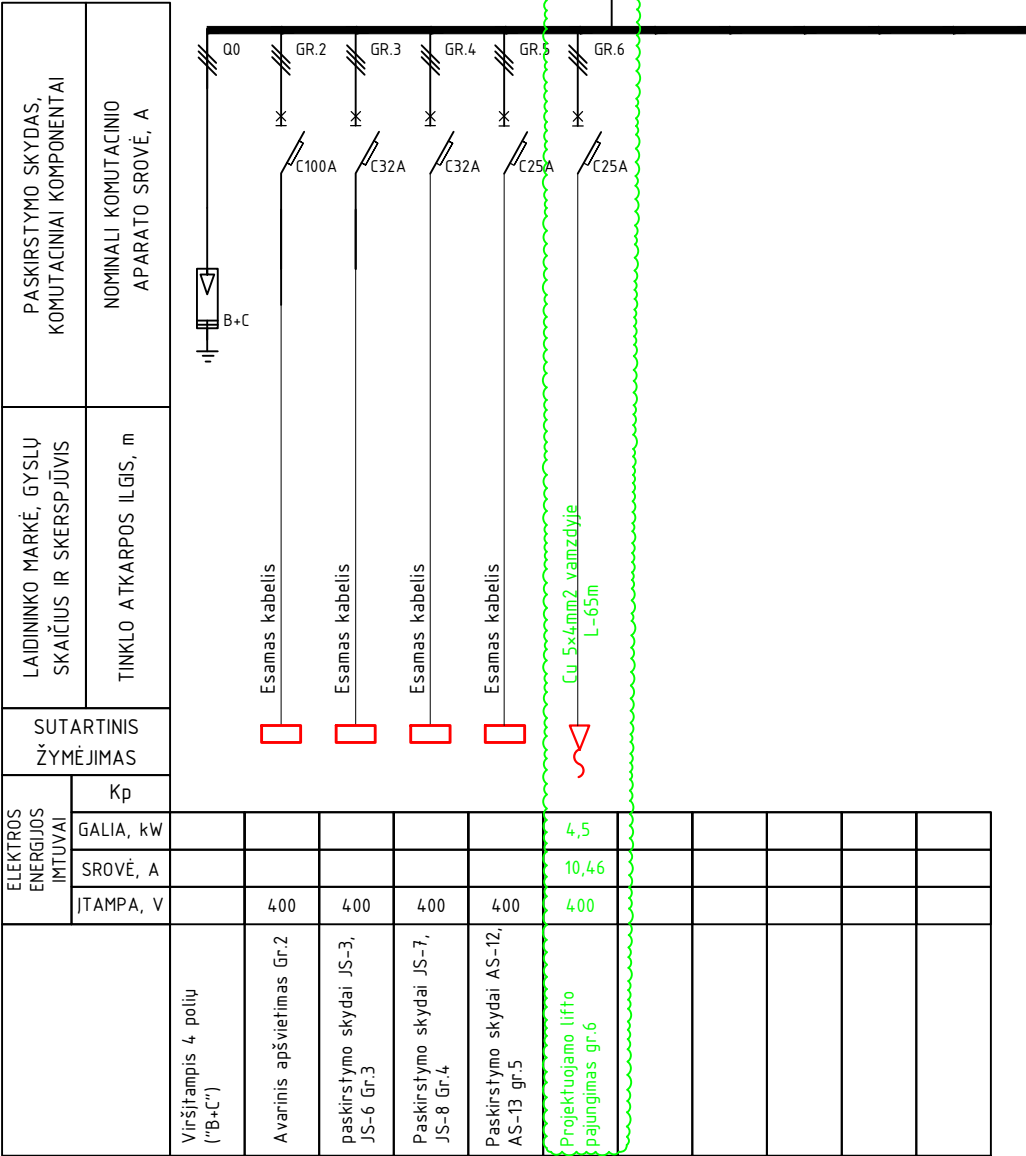 PASKIRSTYMO SKYDAS,
KOMUTACINIAI KOMPONENTAI
NOMINALI KOMUTACINIO
APARATO SROVĖ, A
Q0
GR.2
GR.3
GR.4
GR.5
GR.6
C100A
C32A
C32A
C25A
C25A
B+C
LAIDININKO MARKĖ, GYSLŲ
SKAIČIUS IR SKERSPJŪVIS
TINKLO ATKARPOS ILGIS, m
Esamas kabelis
Esamas kabelis
Esamas kabelis
Esamas kabelis
Cu 5x4mm2 vamzdyje
L-65m
SUTARTINIS
ŽYMĖJIMAS
ELEKTROS
ENERGIJOS
IMTUVAI
Kp
GALIA, kW
4,5
SROVĖ, A
10,46
ĮTAMPA, V
400
400
400
400
400
Viršįtampis 4 polių
("B+C")
Avarinis apšvietimas Gr.2
paskirstymo skydai JS-3,
JS-6 Gr.3
Paskirstymo skydai JS-7,
JS-8 Gr.4
Paskirstymo skydai AS-12,
AS-13 gr.5
Projektuojamo lifto
pajungimas gr.6